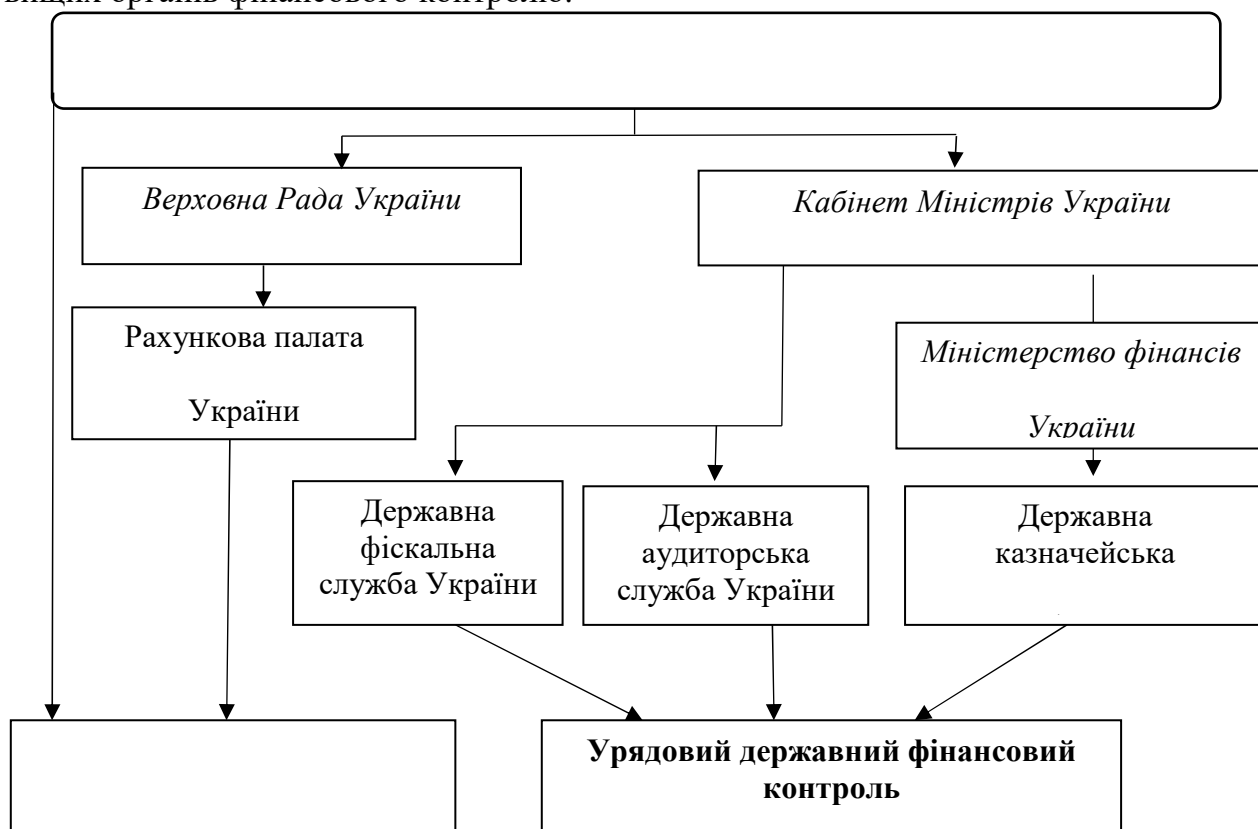 вищих органів фінансового контролю.
Верховна Рада України
Кабінет Міністрів України
Рахункова палата
України
Міністерство фінансів
України
Державна
фіскальна
служба України
Державна
аудиторська
служба України
Державна
казначейська
Урядовий державний фінансовий
контроль